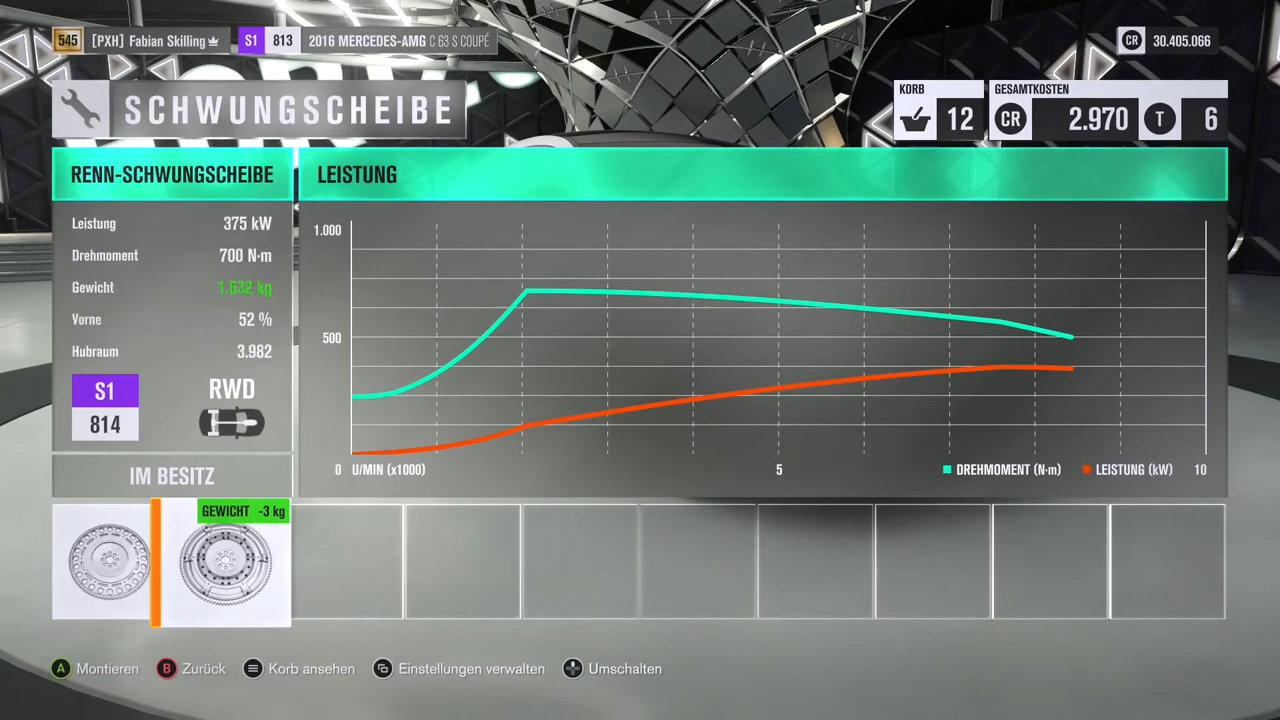 545 [PXH] Fabian Skilling S1 813 2016 MERCEDES-AMG C 63 S COUPÉ
CR 30.405.066
SCHWUNGSCHEIBE
KORB
12
GESAMTKOSTEN
CR 2.970 T 6
RENN-SCHWUNGSCHEIBE
LEISTUNG
Leistung 375 kW
Drehmoment 700 N·m
Gewicht 1.632 kg
Vorne 52 %
Hubraum 3.982
S1
814
RWD
IM BESITZ
1.000
500
0 U/MIN (x1000) 5 DREHMOMENT (N·m) LEISTUNG (kW) 10
GEWICHT -3 kg
A Montieren B Zurück Korb ansehen Einstellungen verwalten Umschalten